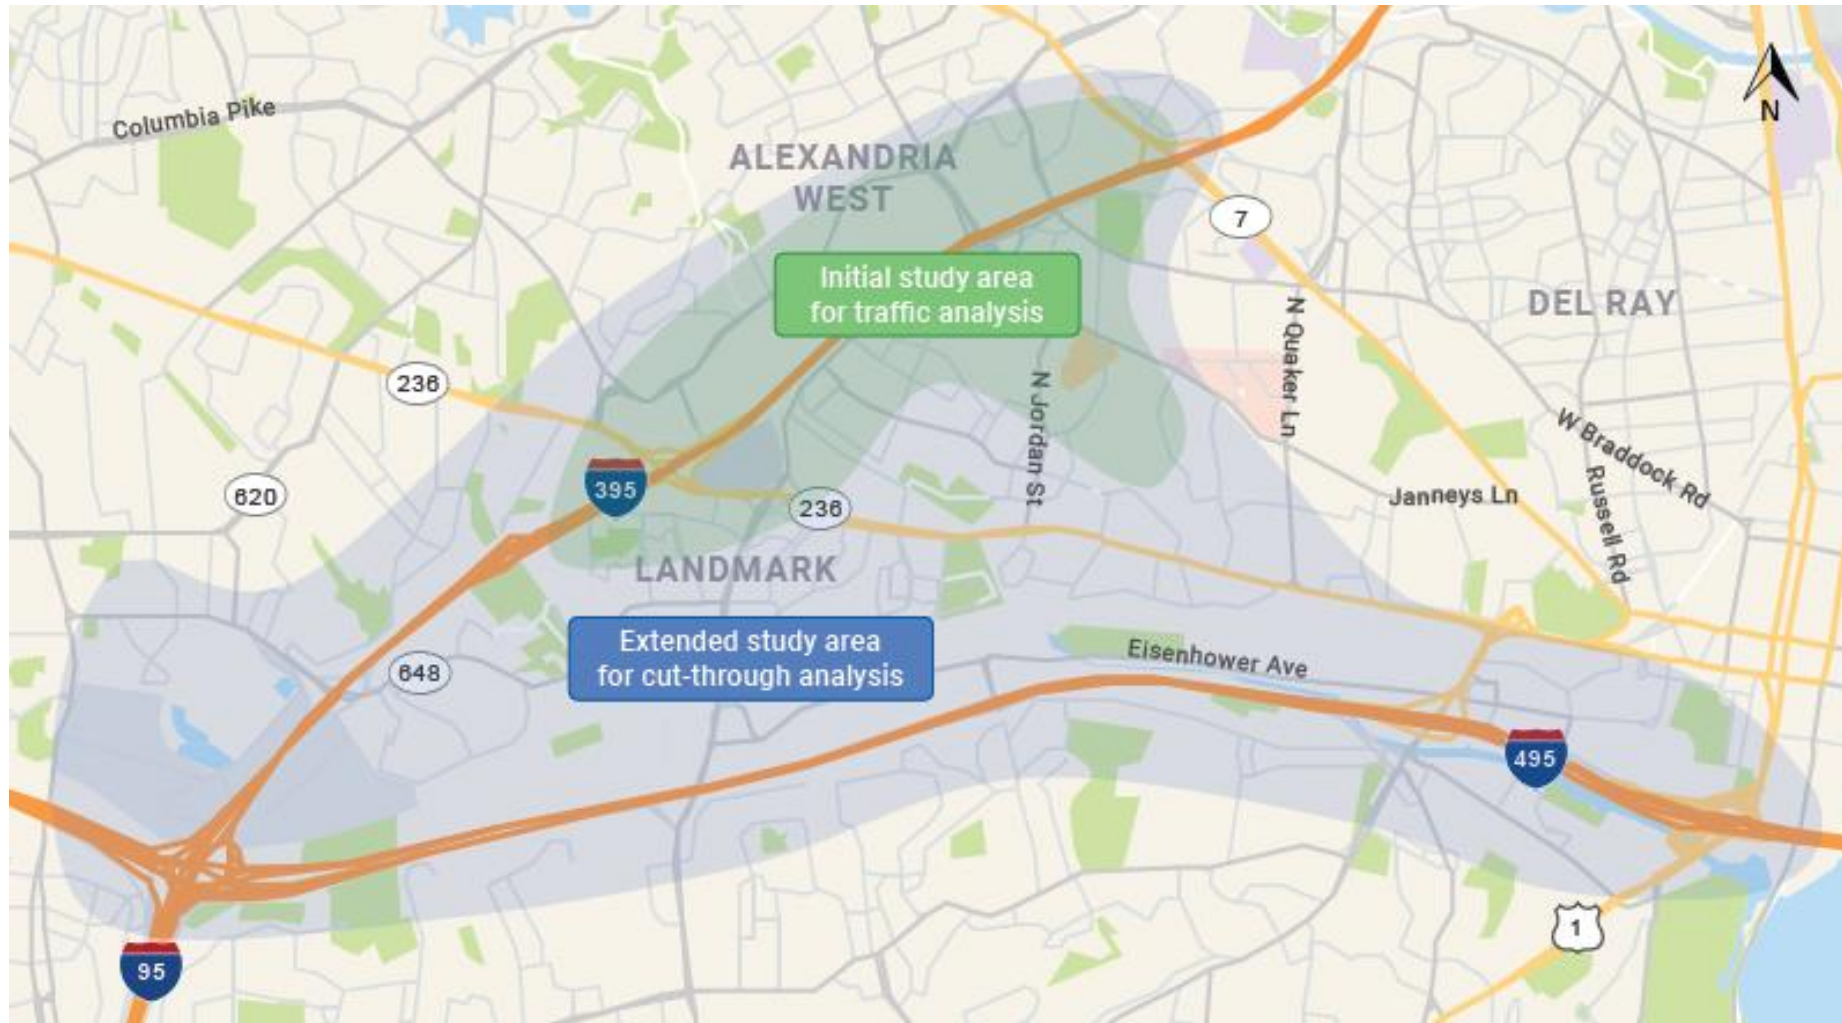 Columbia Pike
N
ALEXANDRIA
WEST
7
Initial study area
for traffic analysis
N Quaker Ln
DEL RAY
236
N Jordan St
W Braddock Rd
620
395
236
Janneys Ln
Russell Rd
LANDMARK
Extended study area
for cut-through analysis
648
Eisenhower Ave
495
1
95